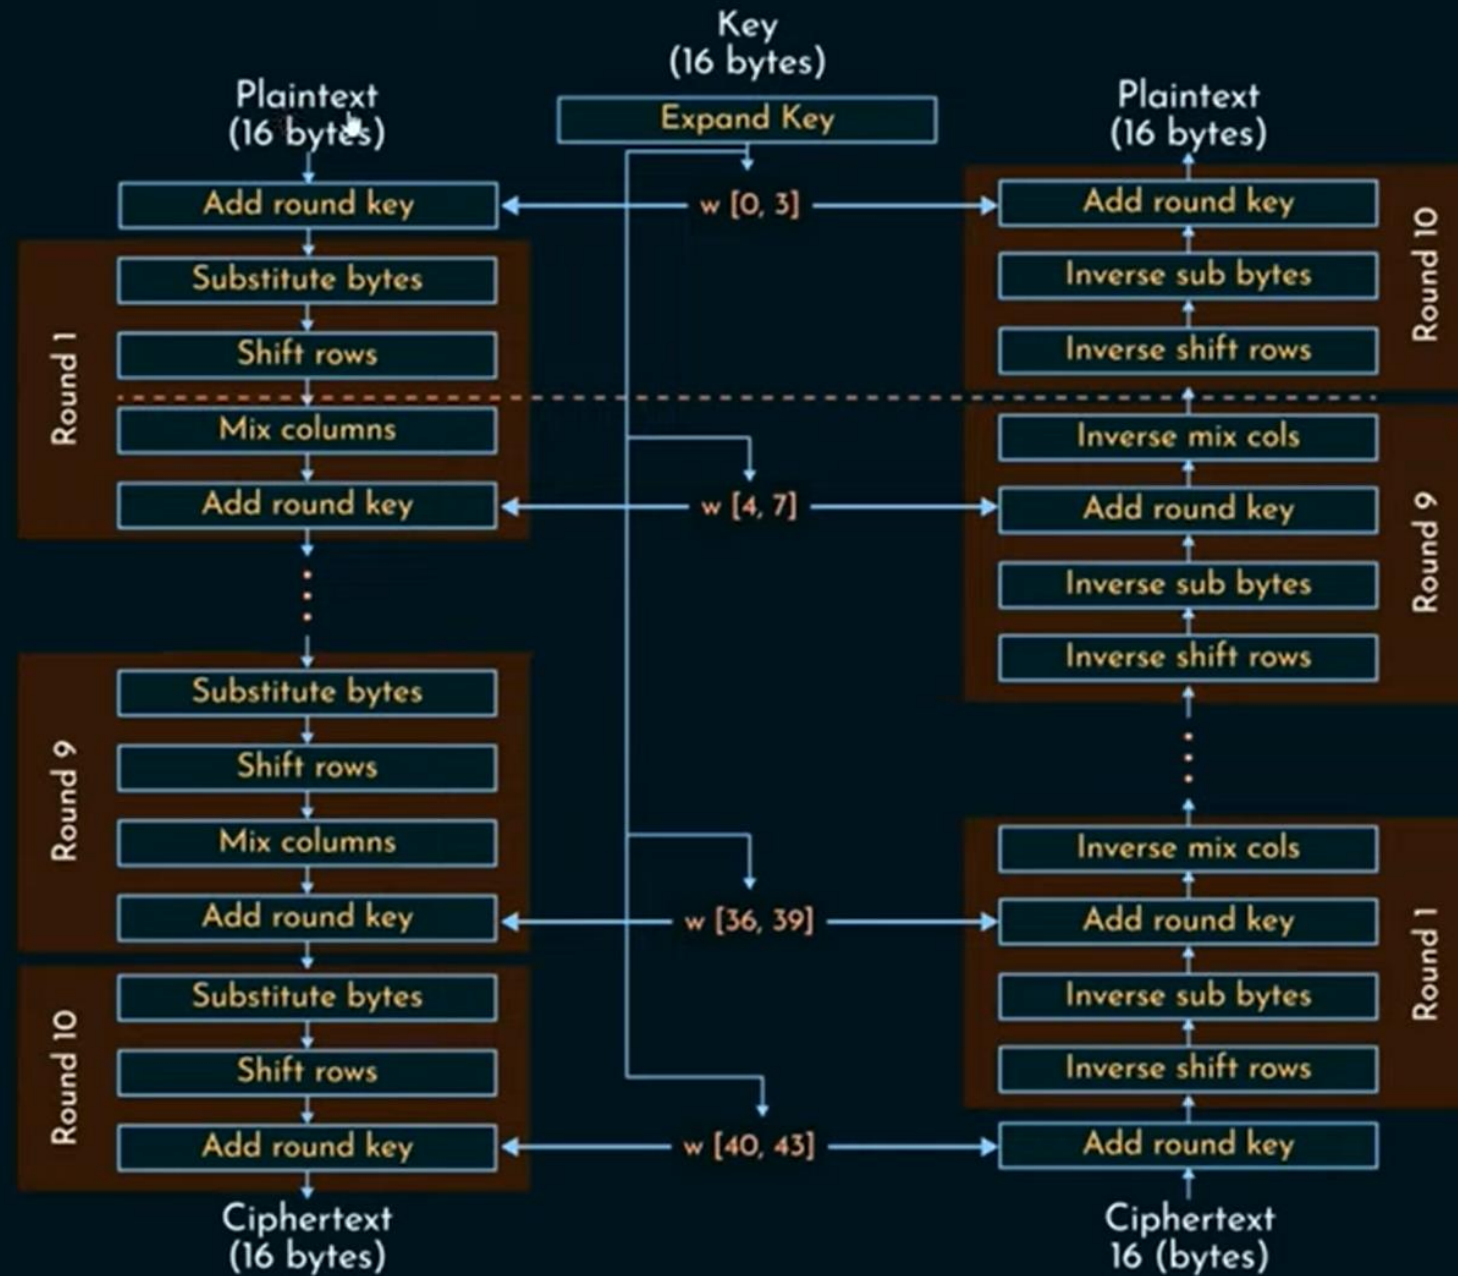 Key
(16 bytes)
Expand Key
w [0, 3]
w [4, 7]
w [36, 39]
w [40, 43]
Plaintext
(16 bytes)
Add round key
Round 1
Substitute bytes
Shift rows
Mix columns
Add round key
Round 9
Substitute bytes
Shift rows
Mix columns
Add round key
Round 10
Substitute bytes
Shift rows
Add round key
Ciphertext
(16 bytes)
Plaintext
(16 bytes)
Add round key
Inverse sub bytes
Inverse shift rows
Round 10
Inverse mix cols
Add round key
Inverse sub bytes
Inverse shift rows
Round 9
Inverse mix cols
Add round key
Inverse sub bytes
Inverse shift rows
Round 1
Add round key
Ciphertext
16 (bytes)